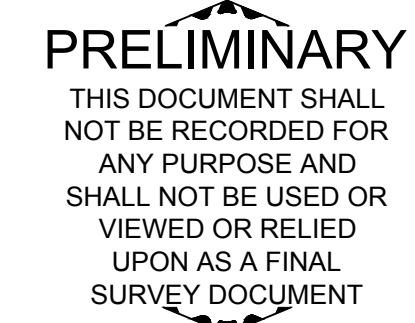 PRELIMINARY
THIS DOCUMENT SHALL
NOT BE RECORDED FOR
ANY PURPOSE AND
SHALL NOT BE USED OR
VIEWED OR RELIED
UPON AS A FINAL
SURVEY DOCUMENT